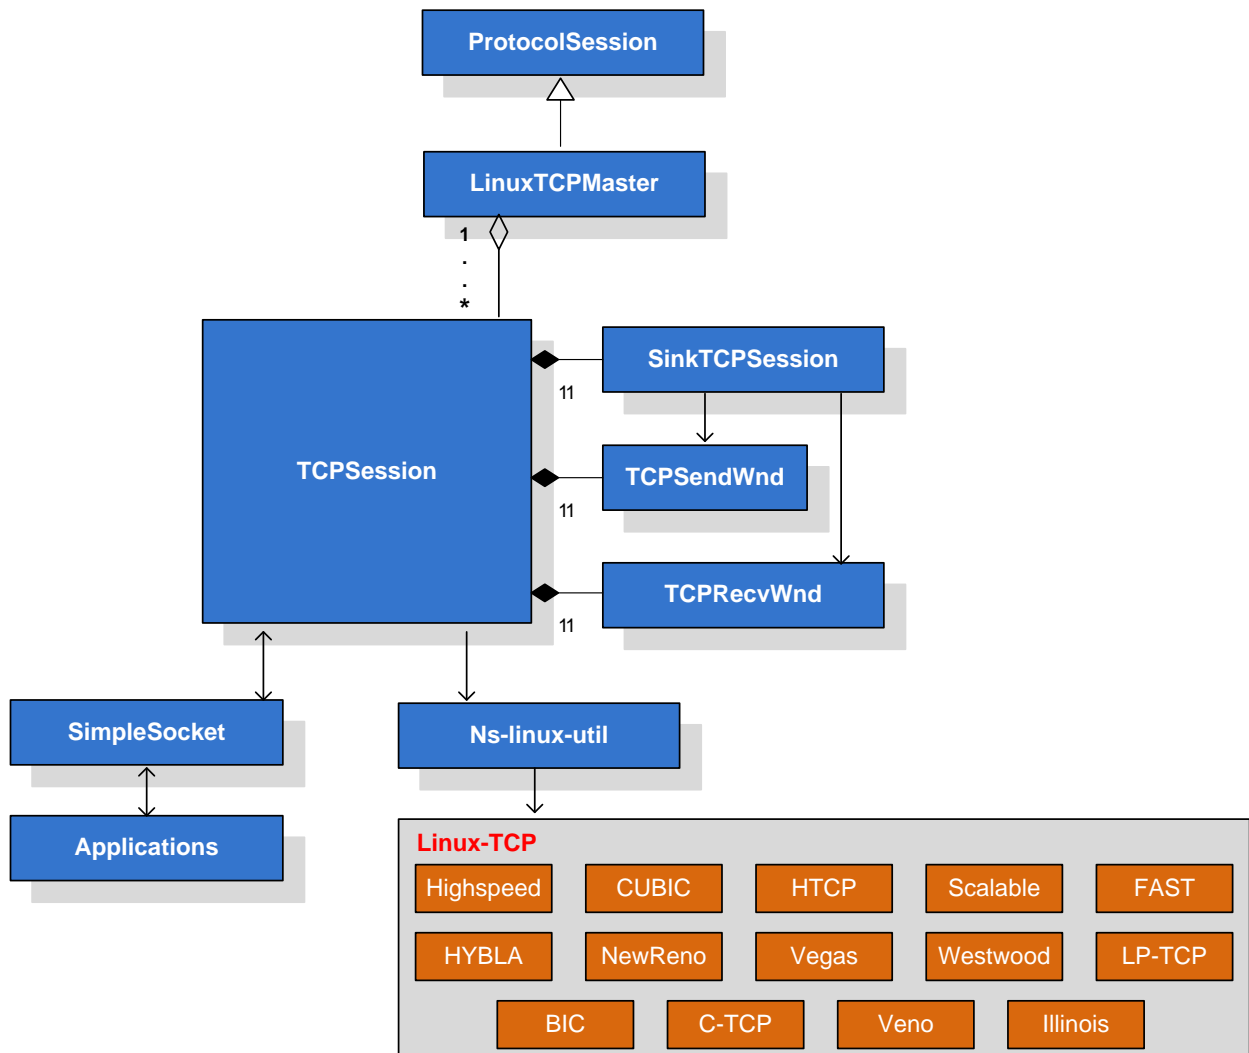 ProtocolSession
LinuxTCPMaster
1
.
.
*
TCPSession
SinkTCPSession
11
TCPSendWnd
11
TCPRecvWnd
11
SimpleSocket
Ns-linux-util
Applications
Linux-TCP
Highspeed CUBIC HTCP Scalable FAST
HYBLA NewReno Vegas Westwood LP-TCP
BIC C-TCP Veno Illinois